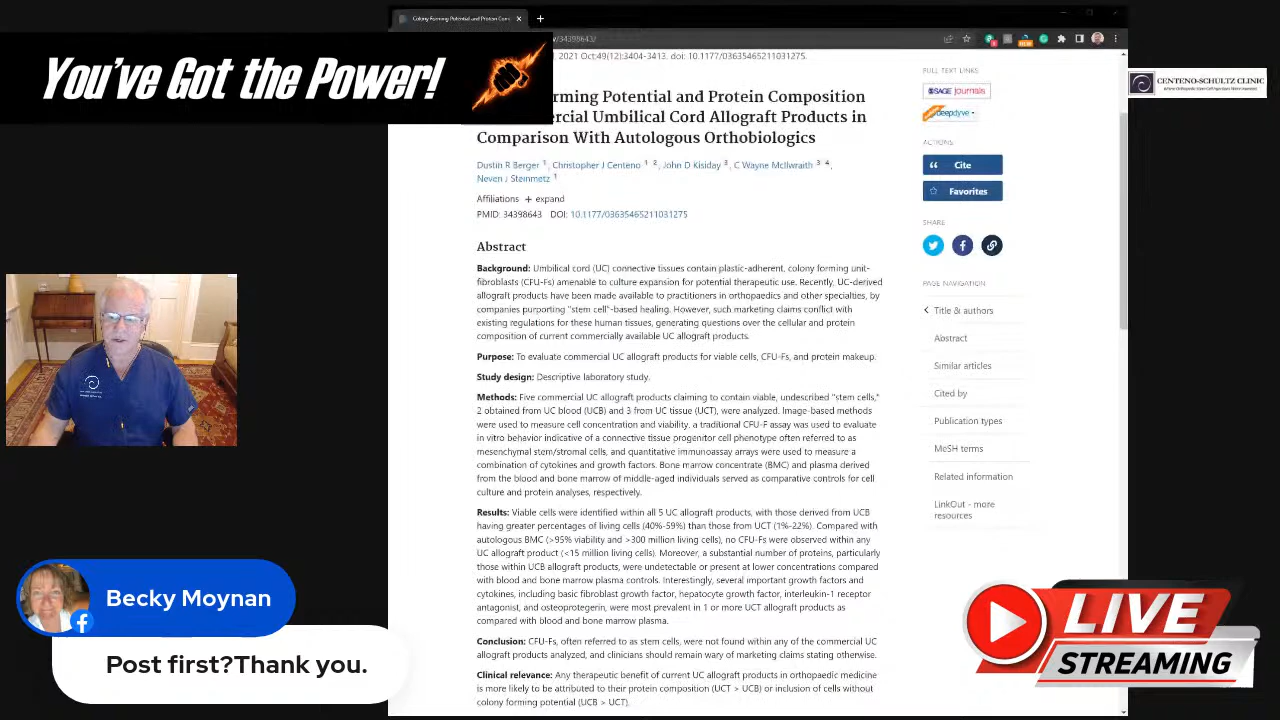 Colony Forming Potential and Protein Com
You've Got the Power!
/34398643/
2021 Oct;49(12):3404-3413. doi: 10.1177/03635465211031275.
rming Potential and Protein Composition
ercial Umbilical Cord Allograft Products in
Comparison With Autologous Orthobiologics
Dustin R Berger 1, Christopher J Centeno 1 2, John D Kisiday 3, C Wayne McIlwraith 3 4,
Neven J Steinmetz 1
Affiliations + expand
PMID: 34398643 DOI: 10.1177/03635465211031275
Abstract
Background: Umbilical cord (UC) connective tissues contain plastic-adherent, colony forming unit-
fibroblasts (CFU-Fs) amenable to culture expansion for potential therapeutic use. Recently, UC-derived
allograft products have been made available to practitioners in orthopaedics and other specialties, by
companies purporting "stem cell"-based healing. However, such marketing claims conflict with
existing regulations for these human tissues, generating questions over the cellular and protein
composition of current commercially available UC allograft products.
Purpose: To evaluate commercial UC allograft products for viable cells, CFU-Fs, and protein makeup.
Study design: Descriptive laboratory study.
Methods: Five commercial UC allograft products claiming to contain viable, undescribed "stem cells,"
2 obtained from UC blood (UCB) and 3 from UC tissue (UCT), were analyzed. Image-based methods
were used to measure cell concentration and viability, a traditional CFU-F assay was used to evaluate
in vitro behavior indicative of a connective tissue progenitor cell phenotype often referred to as
mesenchymal stem/stromal cells, and quantitative immunoassay arrays were used to measure a
combination of cytokines and growth factors. Bone marrow concentrate (BMC) and plasma derived
from the blood and bone marrow of middle-aged individuals served as comparative controls for cell
culture and protein analyses, respectively.
Results: Viable cells were identified within all 5 UC allograft products, with those derived from UCB
having greater percentages of living cells (40%-59%) than those from UCT (1%-22%). Compared with
autologous BMC (>95% viability and >300 million living cells), no CFU-Fs were observed within any
UC allograft product (<15 million living cells). Moreover, a substantial number of proteins, particularly
those within UCB allograft products, were undetectable or present at lower concentrations compared
with blood and bone marrow plasma controls. Interestingly, several important growth factors and
cytokines, including basic fibroblast growth factor, hepatocyte growth factor, interleukin-1 receptor
antagonist, and osteoprotegerin, were most prevalent in 1 or more UCT allograft products as
compared with blood and bone marrow plasma.
Conclusion: CFU-Fs, often referred to as stem cells, were not found within any of the commercial UC
allograft products analyzed, and clinicians should remain wary of marketing claims stating otherwise.
Clinical relevance: Any therapeutic benefit of current UC allograft products in orthopaedic medicine
is more likely to be attributed to their protein composition (UCT > UCB) or inclusion of cells without
colony forming potential (UCB > UCT).
FULL TEXT LINKS
SAGE journals
deepdyve
ACTIONS
Cite
Favorites
SHARE
PAGE NAVIGATION
Title & authors
Abstract
Similar articles
Cited by
Publication types
MeSH terms
Related information
LinkOut - more
resources
CENTENO-SCHULTZ CLINIC
Becky Moynan
Post first?Thank you.
LIVE
STREAMING